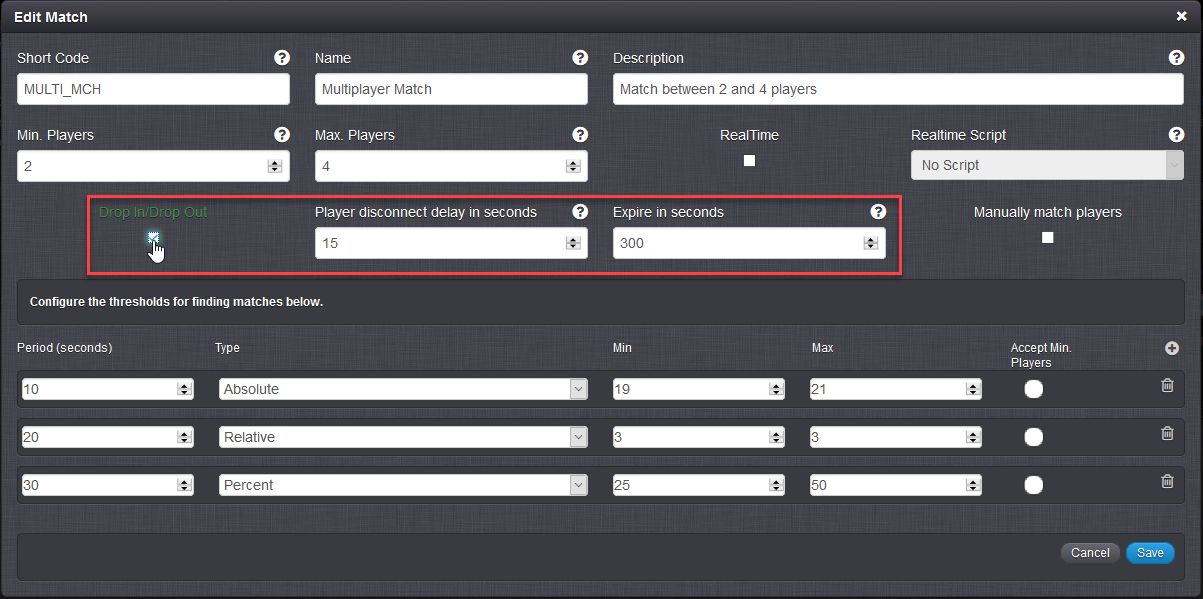 Edit Match
Short Code
Name
Description
MULTI_MCH
Multiplayer Match
Match between 2 and 4 players
Min. Players
Max. Players
RealTime
Realtime Script
2
4
No Script
Drop In/Drop Out
Player disconnect delay in seconds
Expire in seconds
Manually match players
15
300
Configure the thresholds for finding matches below.
Period (seconds)
Type
Min
Max
Accept Min.
Players
10
Absolute
19
21
20
Relative
3
3
30
Percent
25
50
Cancel
Save